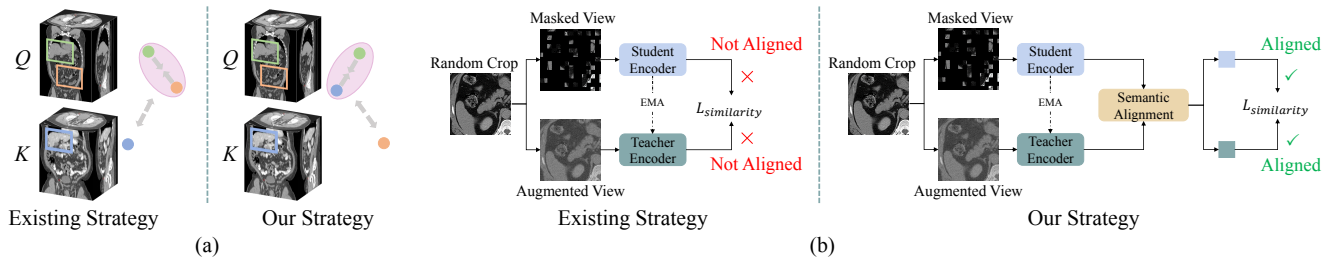 Q
K
Existing Strategy
Q
K
Our Strategy
(a)
Random Crop
Masked View
Student
Encoder
EMA
Teacher
Encoder
Augmented View
Not Aligned
L_similarity
Not Aligned
Existing Strategy
Random Crop
Masked View
Student
Encoder
EMA
Teacher
Encoder
Augmented View
Semantic
Alignment
Aligned
L_similarity
Aligned
Our Strategy
(b)